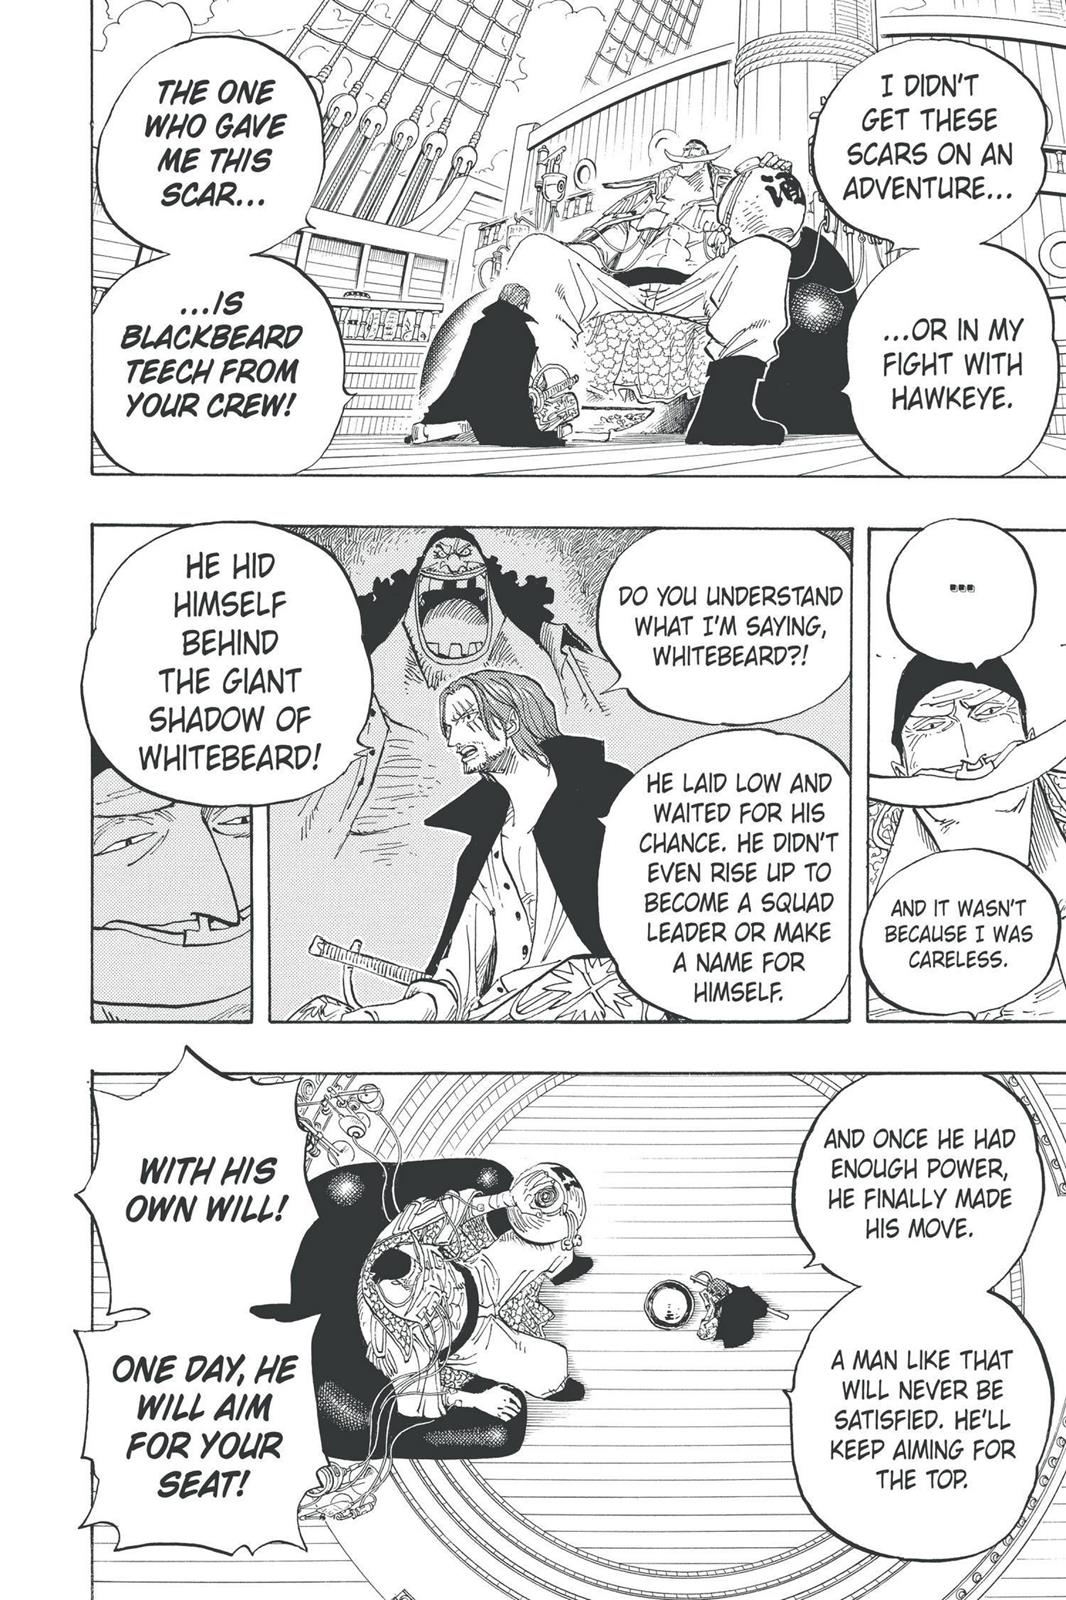 I DIDN'T
GET THESE
SCARS ON AN
ADVENTURE...
...OR IN MY
FIGHT WITH
HAWKEYE.
THE ONE
WHO GAVE
ME THIS
SCAR...
...IS
BLACKBEARD
TEECH FROM
YOUR CREW!
酒
...
AND IT WASN'T
BECAUSE I WAS
CARELESS.
DO YOU UNDERSTAND
WHAT I'M SAYING,
WHITEBEARD?!
HE LAID LOW AND
WAITED FOR HIS
CHANCE. HE DIDN'T
EVEN RISE UP TO
BECOME A SQUAD
LEADER OR MAKE
A NAME FOR
HIMSELF.
HE HID
HIMSELF
BEHIND
THE GIANT
SHADOW OF
WHITEBEARD!
AND ONCE HE HAD
ENOUGH POWER,
HE FINALLY MADE
HIS MOVE.
A MAN LIKE THAT
WILL NEVER BE
SATISFIED. HE'LL
KEEP AIMING FOR
THE TOP.
WITH HIS
OWN WILL!
ONE DAY, HE
WILL AIM
FOR YOUR
SEAT!